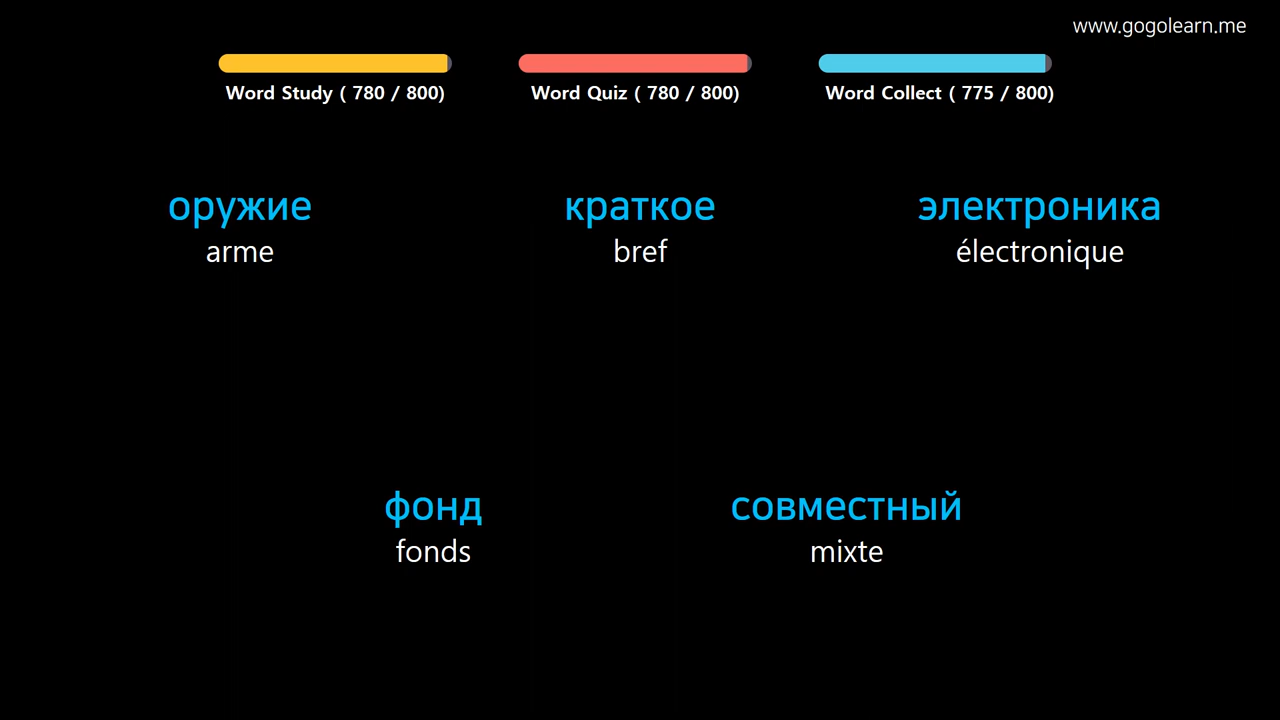 www.gogolearn.me
Word Study ( 780 / 800)
Word Quiz ( 780 / 800)
Word Collect ( 775 / 800)
оружие
arme
краткое
bref
электроника
électronique
фонд
fonds
совместный
mixte